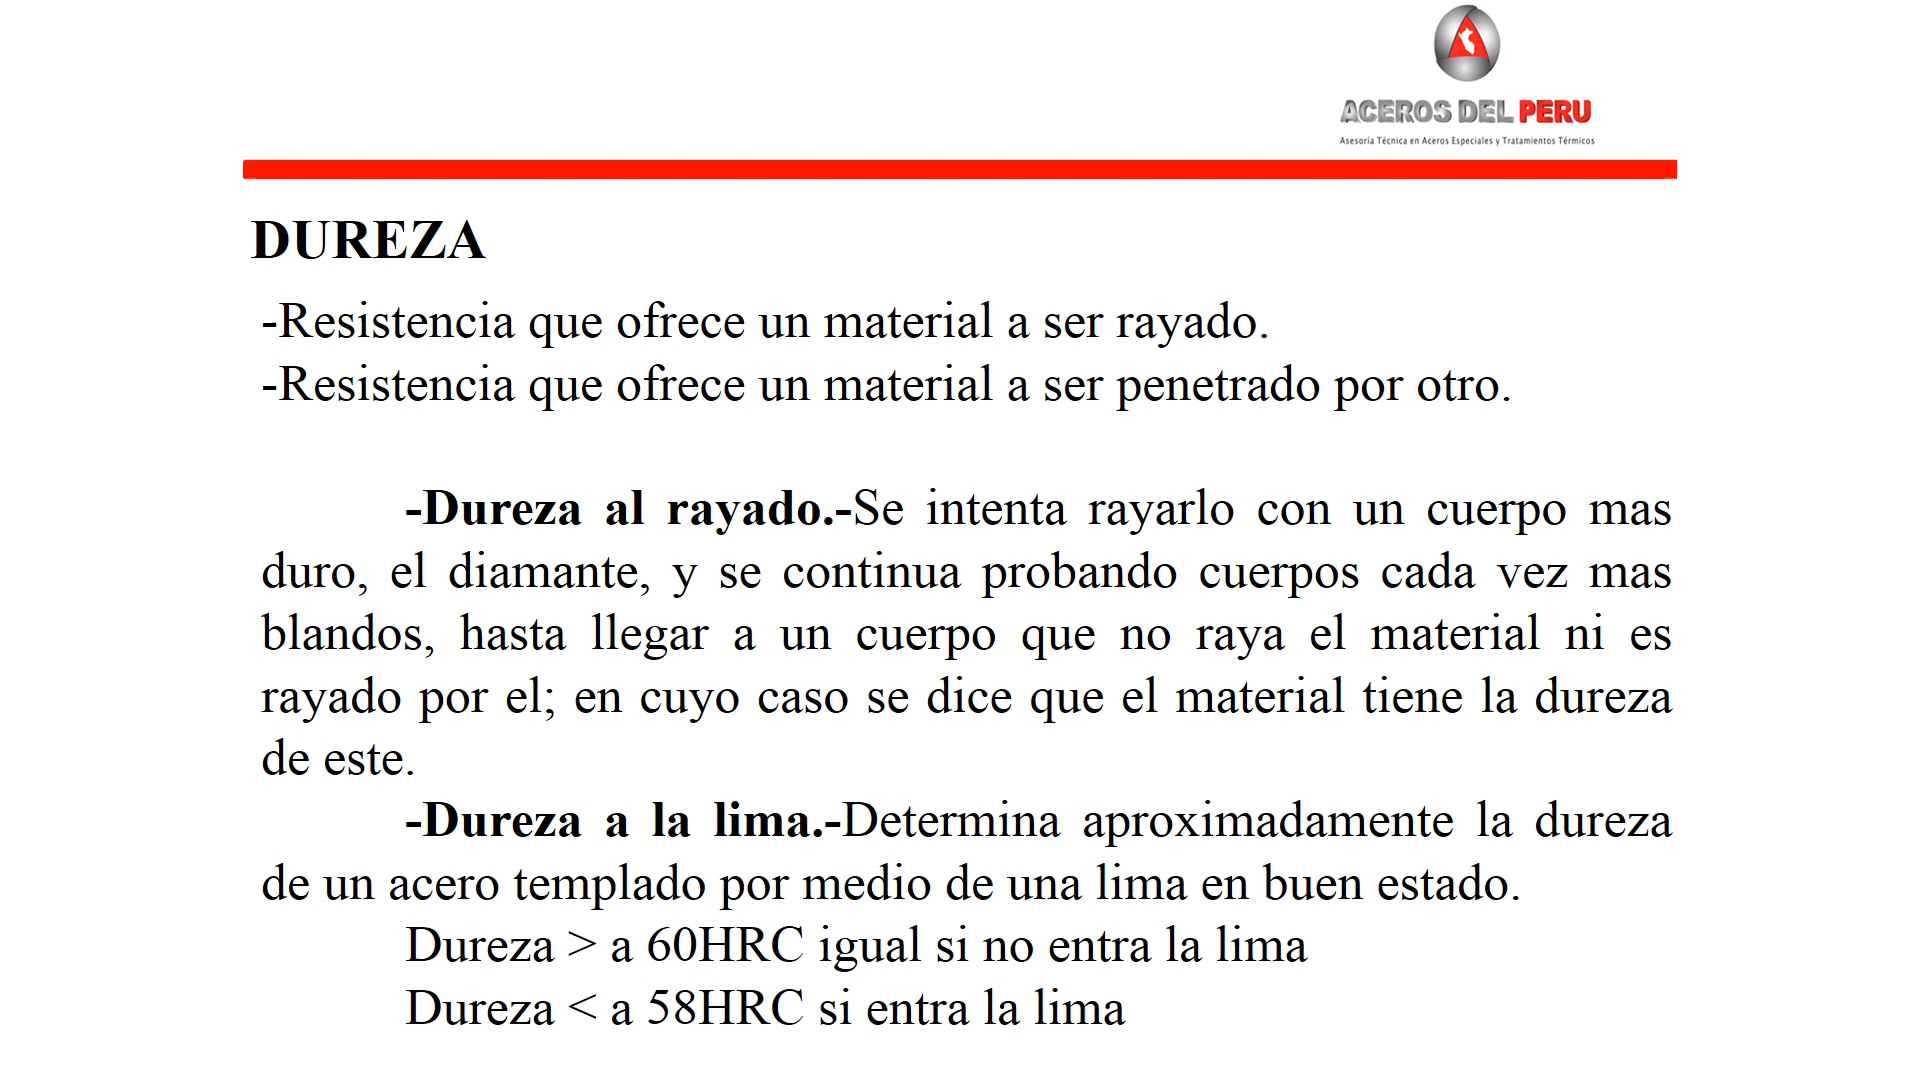 ACEROS DEL PERU
Asesoría Técnica en Aceros Especiales y Tratamientos Térmicos
DUREZA
-Resistencia que ofrece un material a ser rayado.
-Resistencia que ofrece un material a ser penetrado por otro.
-Dureza al rayado.-Se intenta rayarlo con un cuerpo mas
duro, el diamante, y se continua probando cuerpos cada vez mas
blandos, hasta llegar a un cuerpo que no raya el material ni es
rayado por el; en cuyo caso se dice que el material tiene la dureza
de este.
-Dureza a la lima.-Determina aproximadamente la dureza
de un acero templado por medio de una lima en buen estado.
Dureza > a 60HRC igual si no entra la lima
Dureza < a 58HRC si entra la lima